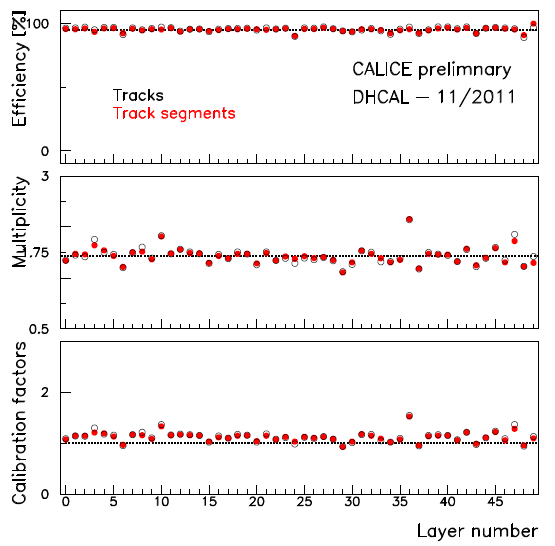 Efficiency [%]
100
0
CALICE prelimnary
DHCAL — 11/2011
Tracks
Track segments
Multiplicity
3
1.75
0.5
Calibration factors
2
0
0 5 10 15 20 25 30 35 40 45
Layer number